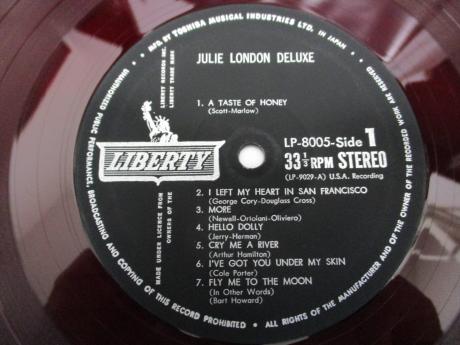 MFD. BY TOSHIBA MUSICAL INDUSTRIES LTD. IN JAPAN
JULIE LONDON DELUXE
LIBERTY RECORDS INC.
LIBERTY TRADE MARK
1. A TASTE OF HONEY
(Scott-Marlow)
LIBERTY
LP-8005-Side 1
33 1/3 RPM STEREO
(LP-9029-A) U.S.A. Recording
MADE UNDER LICENCE FROM
OWNERS OF THE
2. I LEFT MY HEART IN SAN FRANCISCO
(George Cory-Douglass Cross)
3. MORE
(Newell-Oriolani-Oliviero)
4. HELLO DOLLY
(Jerry-Herman)
5. CRY ME A RIVER
(Arthur Hamilton)
6. I'VE GOT YOU UNDER MY SKIN
(Cole Porter)
7. FLY ME TO THE MOON
(In Other Words)
(Bart Howard)
UNAUTHORIZED PUBLIC PERFORMANCE, BROADCASTING AND COPYING OF THIS RECORD PROHIBITED • ALL RIGHTS OF THE MANUFACTURER AND OF THE OWNER OF THE RECORDED WORK ARE RESERVED